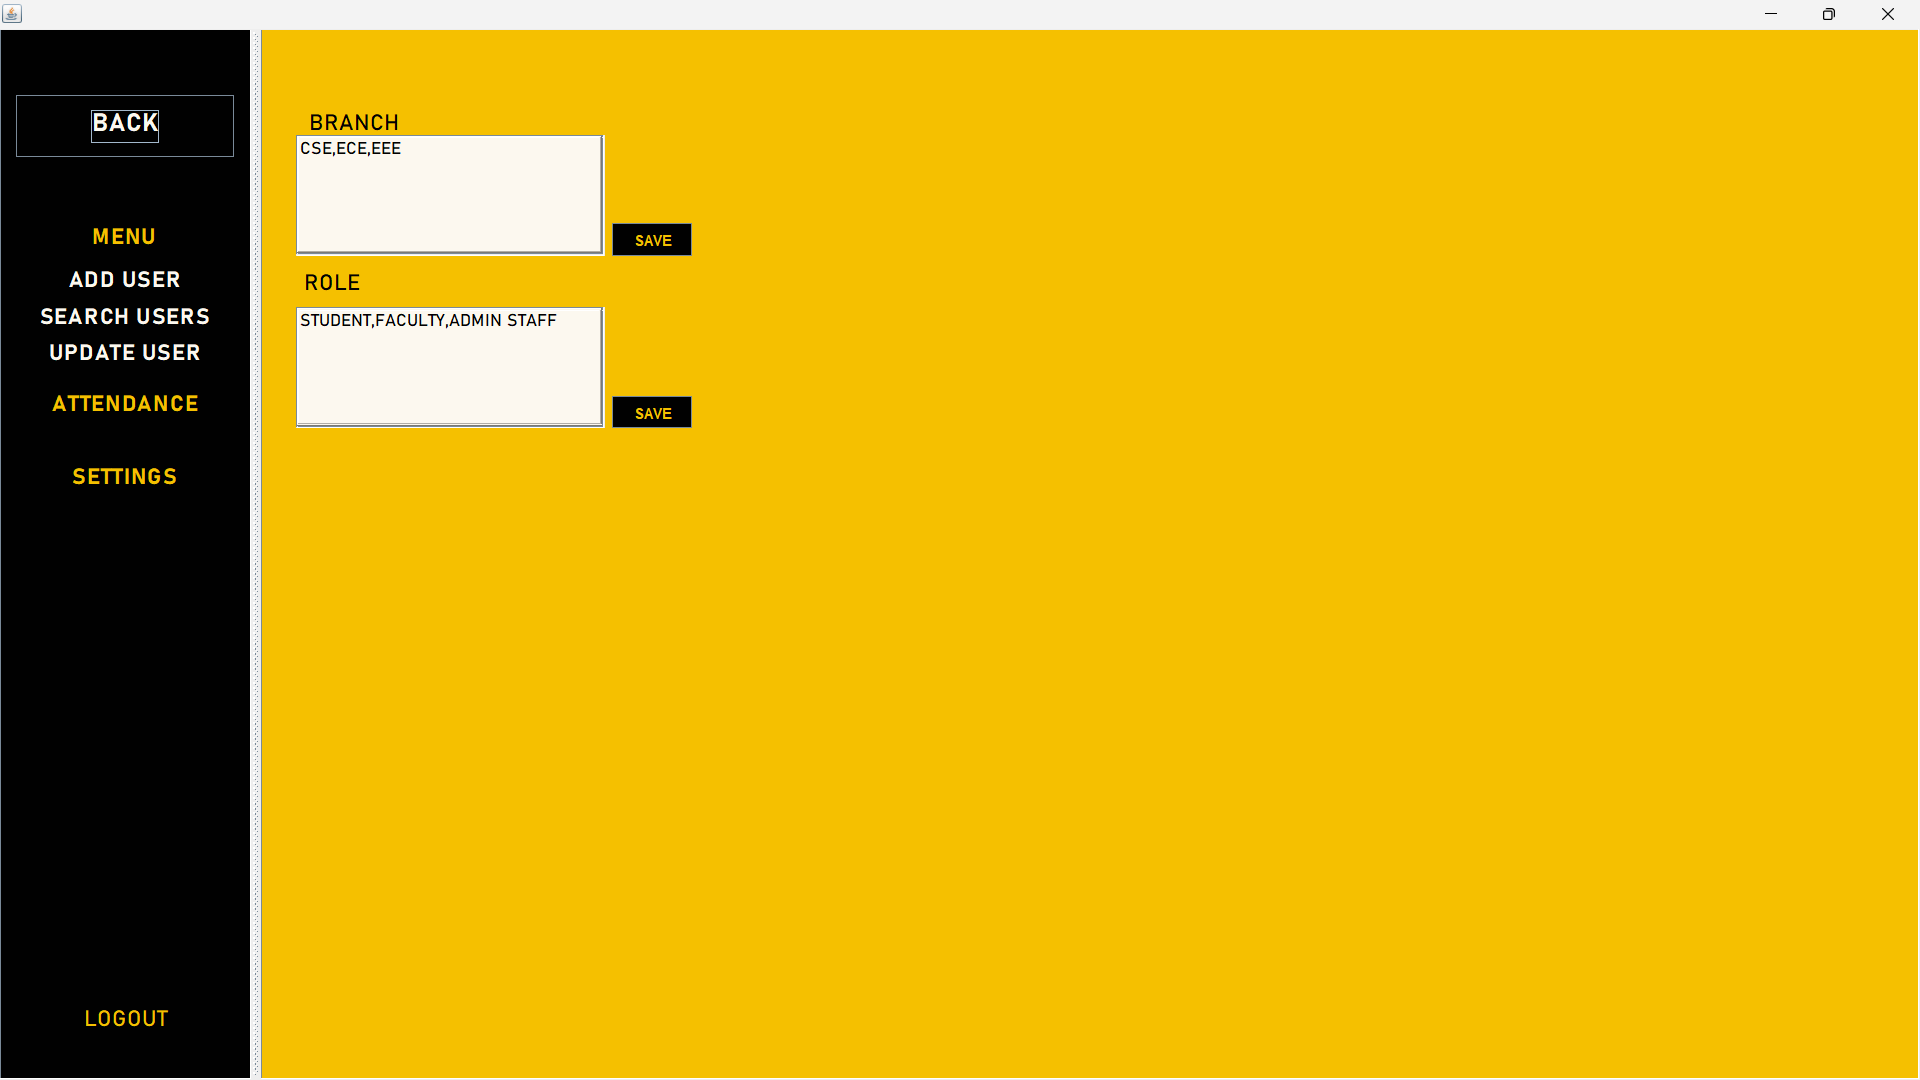 BACK
MENU
ADD USER
SEARCH USERS
UPDATE USER
ATTENDANCE
SETTINGS
LOGOUT
BRANCH
CSE,ECE,EEE
SAVE
ROLE
STUDENT,FACULTY,ADMIN STAFF
SAVE